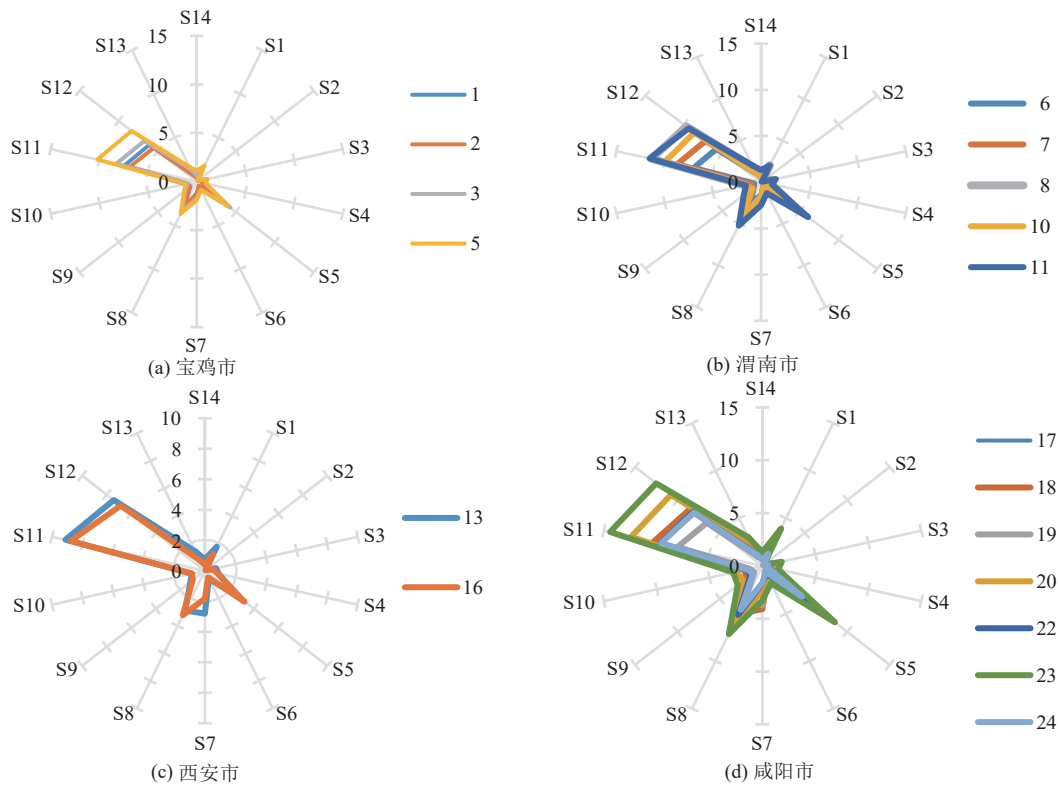 S14
S1
S2
S3
S4
S5
S6
S7
S8
S9
S10
S11
S12
S13
15
10
5
0
1
2
3
5
(a) 宝鸡市
S14
S1
S2
S3
S4
S5
S6
S7
S8
S9
S10
S11
S12
S13
15
10
5
0
6
7
8
10
11
(b) 渭南市
S14
S1
S2
S3
S4
S5
S6
S7
S8
S9
S10
S11
S12
S13
10
8
6
4
2
0
13
16
(c) 西安市
S14
S1
S2
S3
S4
S5
S6
S7
S8
S9
S10
S11
S12
S13
15
10
5
0
17
18
19
20
22
23
24
(d) 咸阳市